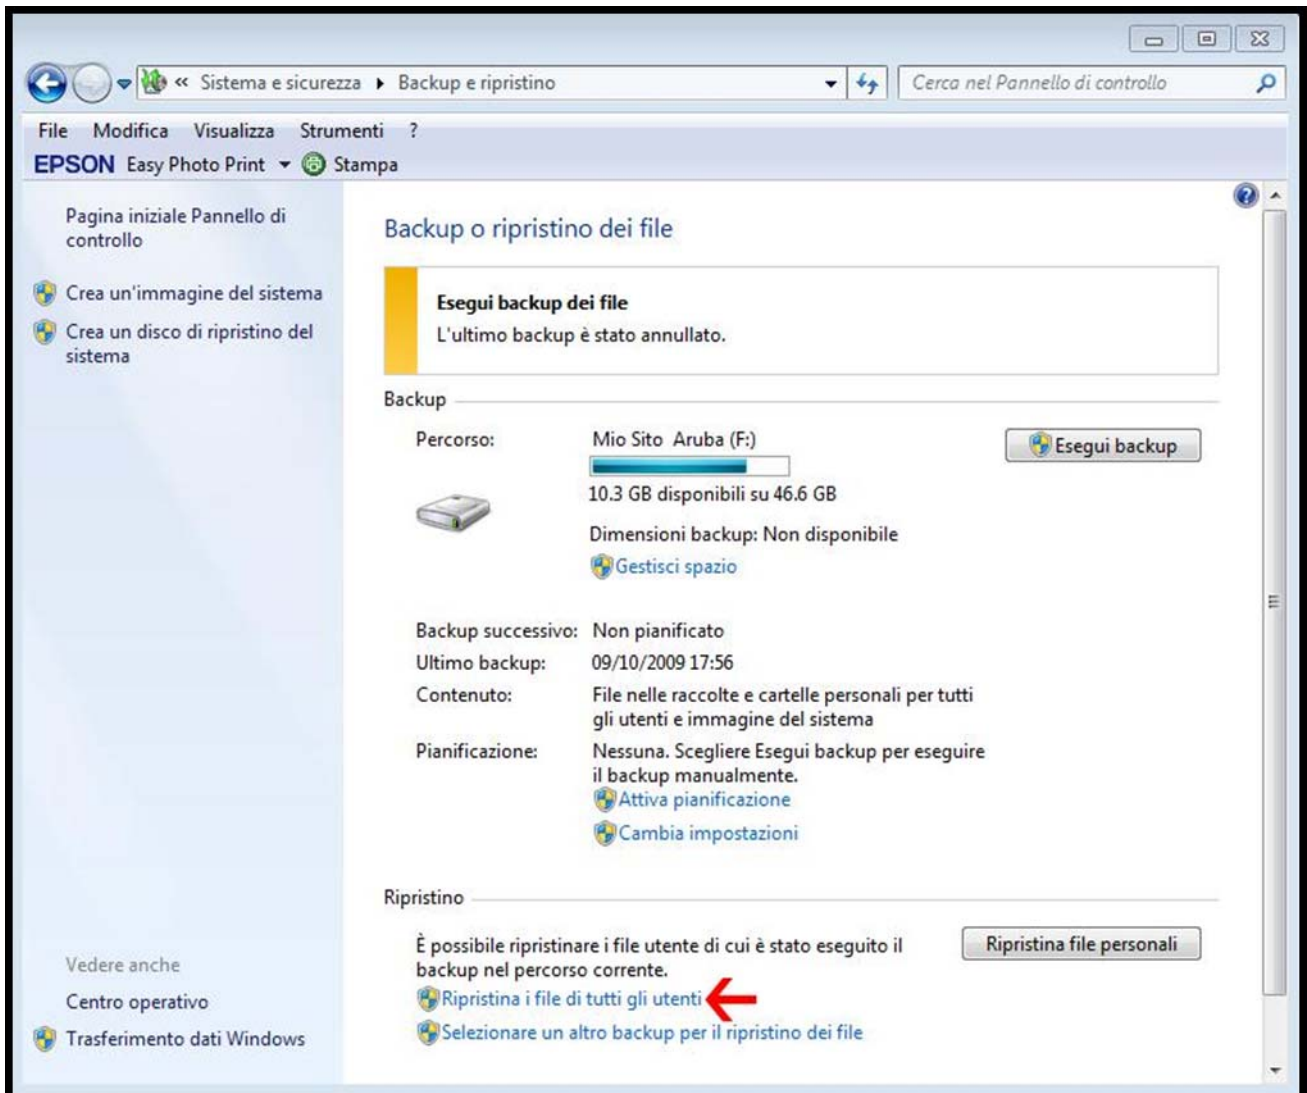 « Sistema e sicurezza ▸ Backup e ripristino
Cerca nel Pannello di controllo
File Modifica Visualizza Strumenti ?
EPSON Easy Photo Print Stampa
Pagina iniziale Pannello di
controllo
Crea un'immagine del sistema
Crea un disco di ripristino del
sistema
Backup o ripristino dei file
Esegui backup dei file
L'ultimo backup è stato annullato.
Backup
Percorso: Mio Sito Aruba (F:)
Esegui backup
10.3 GB disponibili su 46.6 GB
Dimensioni backup: Non disponibile
Gestisci spazio
Backup successivo: Non pianificato
Ultimo backup: 09/10/2009 17:56
Contenuto: File nelle raccolte e cartelle personali per tutti
gli utenti e immagine del sistema
Pianificazione: Nessuna. Scegliere Esegui backup per eseguire
il backup manualmente.
Attiva pianificazione
Cambia impostazioni
Ripristino
È possibile ripristinare i file utente di cui è stato eseguito il
backup nel percorso corrente.
Ripristina file personali
Ripristina i file di tutti gli utenti
Selezionare un altro backup per il ripristino dei file
Vedere anche
Centro operativo
Trasferimento dati Windows